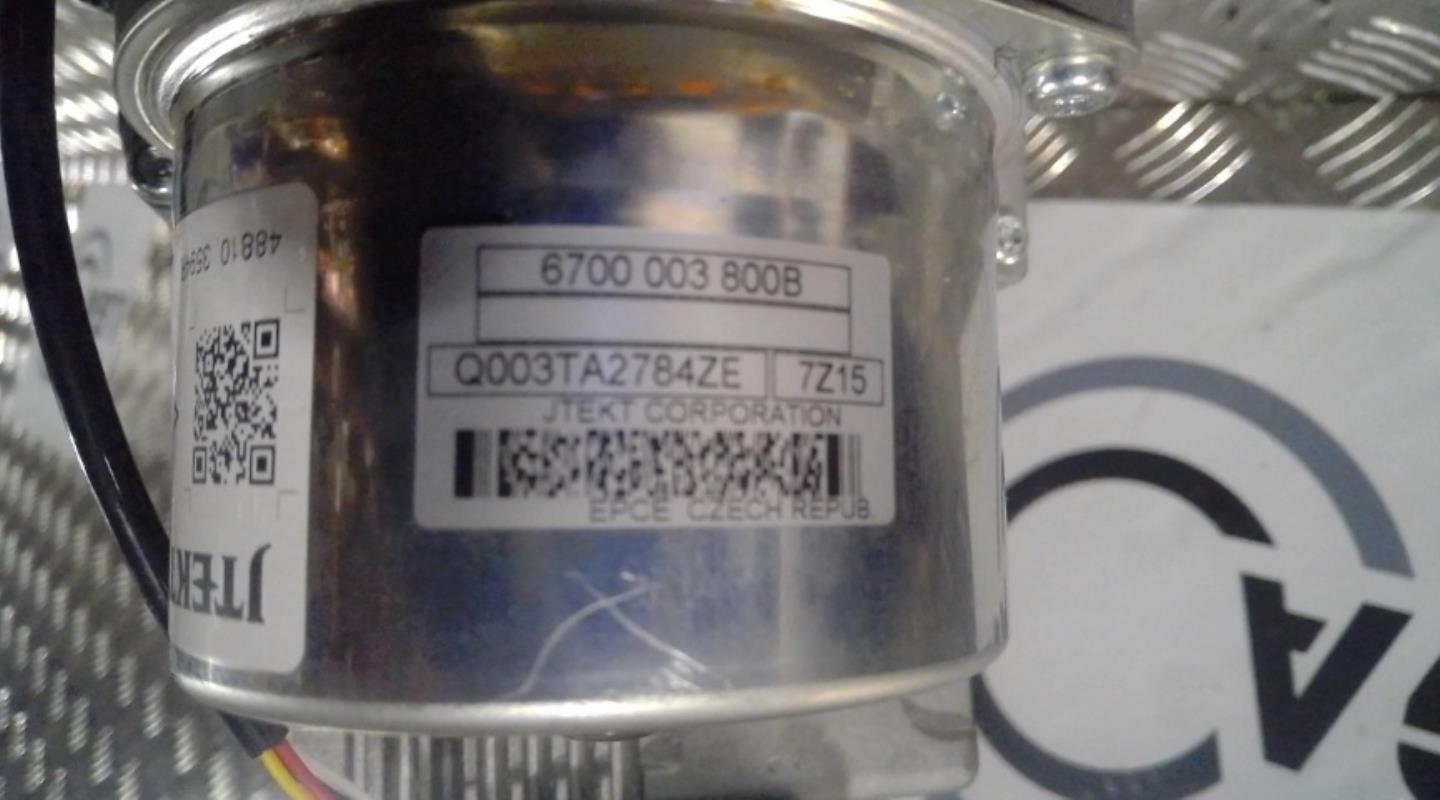 6700 003 800B
Q003TA2784ZE 7Z15
JTEKT CORPORATION
EPCE CZECH REPUB.
48810
JTEKT